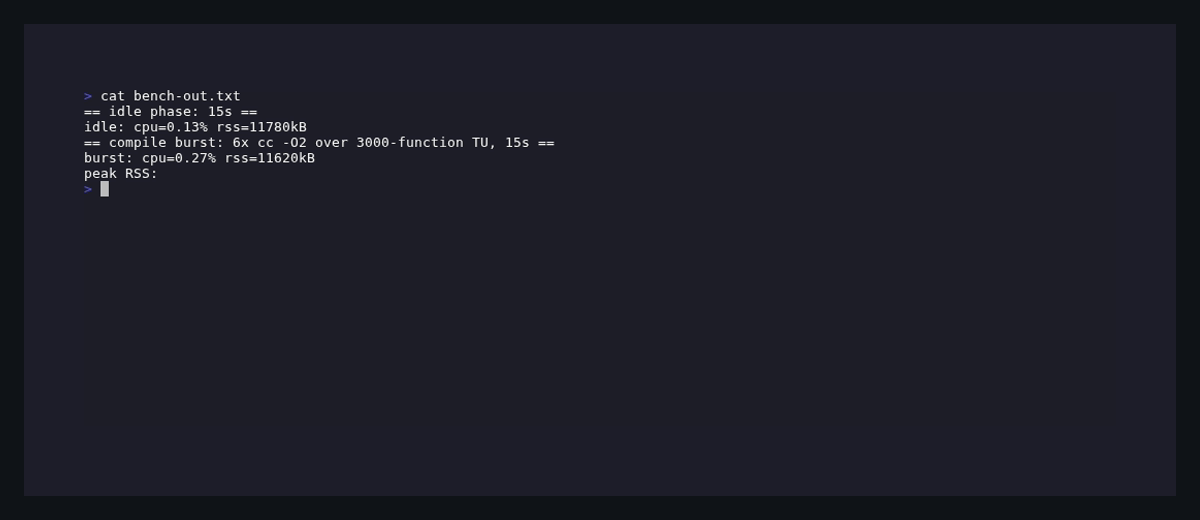 > cat bench-out.txt
== idle phase: 15s ==
idle: cpu=0.13% rss=11780kB
== compile burst: 6x cc -O2 over 3000-function TU, 15s ==
burst: cpu=0.27% rss=11620kB
peak RSS:
>